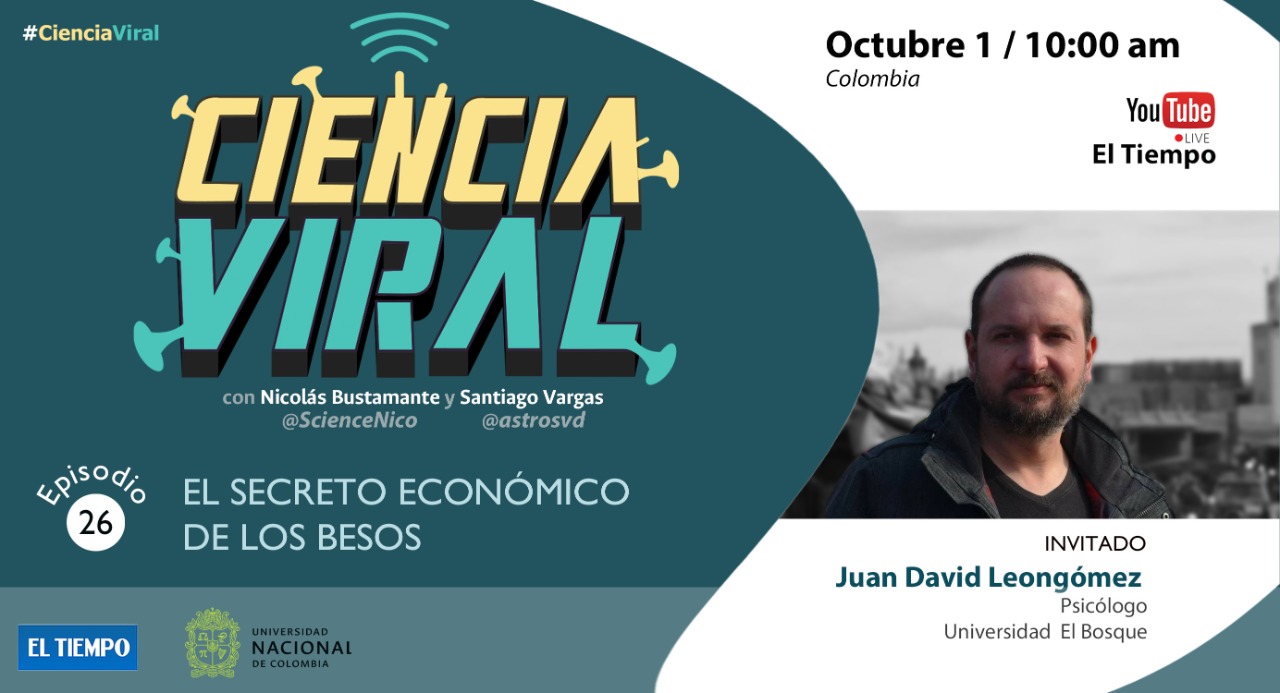 #CienciaViral
CIENCIA
VIRAL
con Nicolás Bustamante y Santiago Vargas
@ScienceNico @astrosvd
Episodio
26
EL SECRETO ECONÓMICO
DE LOS BESOS
EL TIEMPO
UNIVERSIDAD
NACIONAL
DE COLOMBIA
Octubre 1 / 10:00 am
Colombia
YouTube
LIVE
El Tiempo
INVITADO
Juan David Leongómez
Psicólogo
Universidad El Bosque